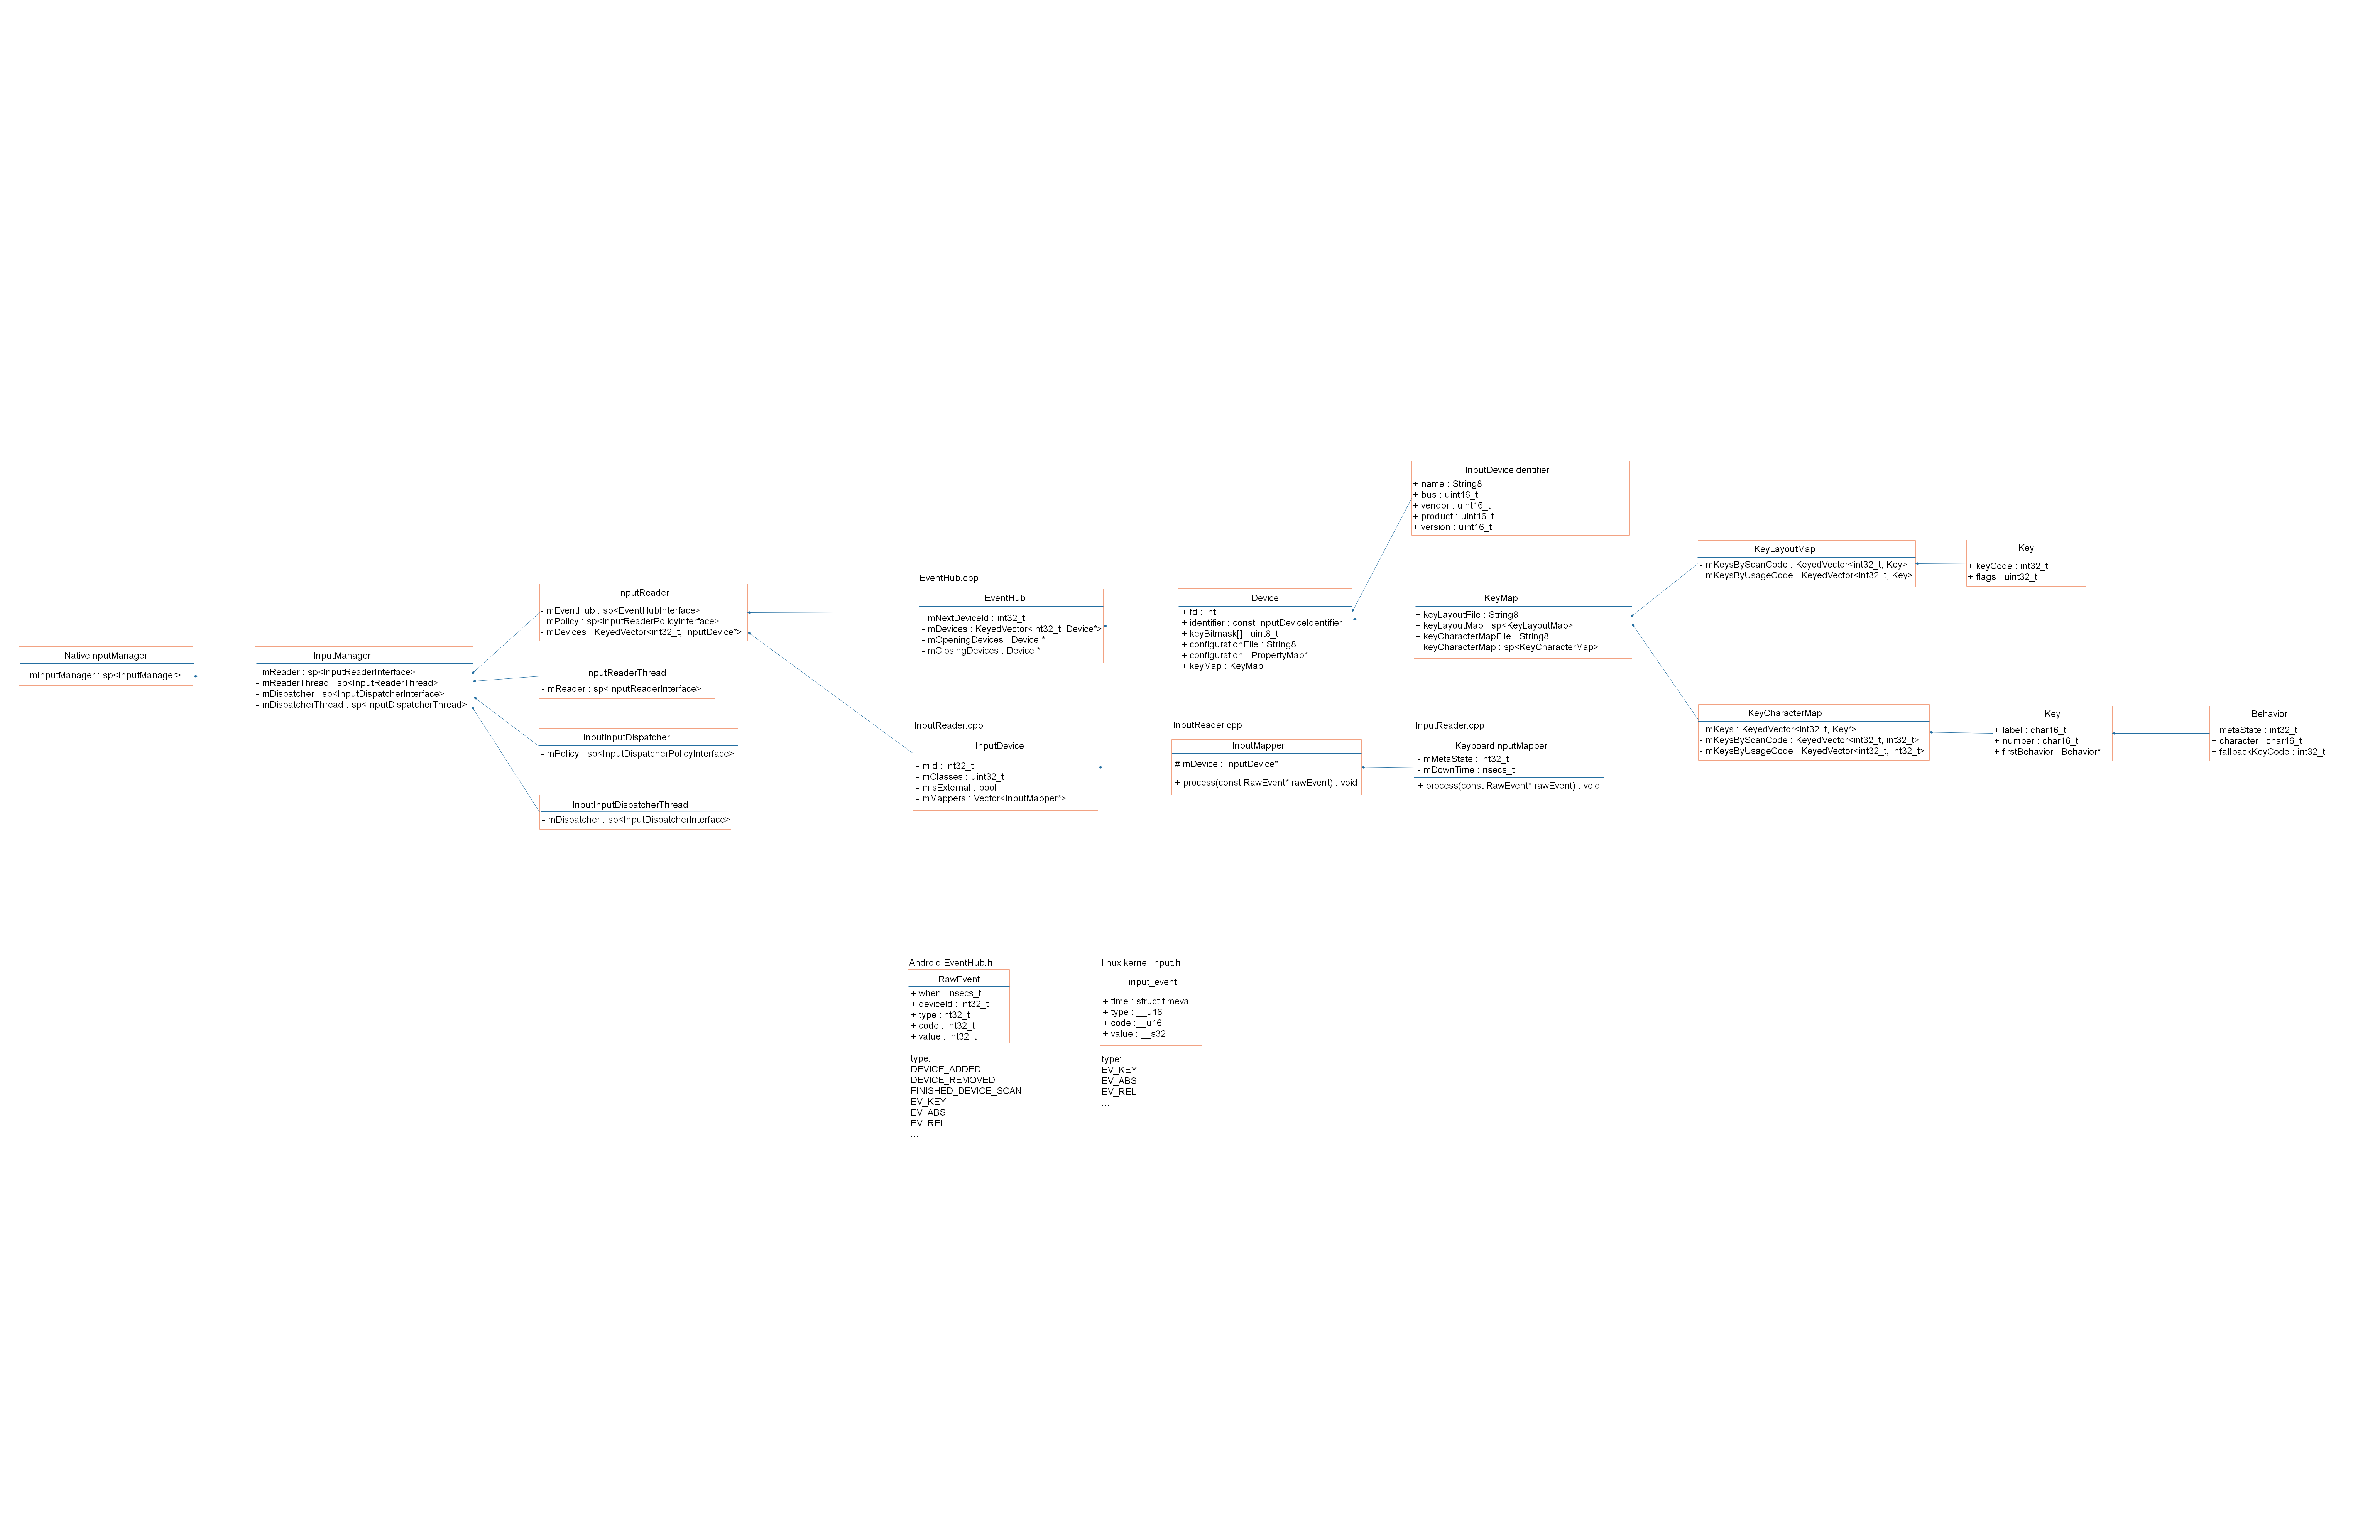 NativeInputManager
- mInputManager : sp<InputManager>
InputManager
- mReader : sp<InputReaderInterface>
- mReaderThread : sp<InputReaderThread>
- mDispatcher : sp<InputDispatcherInterface>
- mDispatcherThread : sp<InputDispatcherThread>
InputReader
- mEventHub : sp<EventHubInterface>
- mPolicy : sp<InputReaderPolicyInterface>
- mDevices : KeyedVector<int32_t, InputDevice*>
InputReaderThread
- mReader : sp<InputReaderInterface>
InputInputDispatcher
- mPolicy : sp<InputDispatcherPolicyInterface>
InputInputDispatcherThread
- mDispatcher : sp<InputDispatcherInterface>
EventHub.cpp
EventHub
- mNextDeviceId : int32_t
- mDevices : KeyedVector<int32_t, Device*>
- mOpeningDevices : Device *
- mClosingDevices : Device *
Device
+ fd : int
+ identifier : const InputDeviceIdentifier
+ keyBitmask[] : uint8_t
+ configurationFile : String8
+ configuration : PropertyMap*
+ keyMap : KeyMap
InputDeviceIdentifier
+ name : String8
+ bus : uint16_t
+ vendor : uint16_t
+ product : uint16_t
+ version : uint16_t
KeyMap
+ keyLayoutFile : String8
+ keyLayoutMap : sp<KeyLayoutMap>
+ keyCharacterMapFile : String8
+ keyCharacterMap : sp<KeyCharacterMap>
KeyLayoutMap
- mKeysByScanCode : KeyedVector<int32_t, Key>
- mKeysByUsageCode : KeyedVector<int32_t, Key>
Key
+ keyCode : int32_t
+ flags : uint32_t
KeyCharacterMap
- mKeys : KeyedVector<int32_t, Key*>
- mKeysByScanCode : KeyedVector<int32_t, int32_t>
- mKeysByUsageCode : KeyedVector<int32_t, int32_t>
Key
+ label : char16_t
+ number : char16_t
+ firstBehavior : Behavior*
Behavior
+ metaState : int32_t
+ character : char16_t
+ fallbackKeyCode : int32_t
InputReader.cpp
InputDevice
- mId : int32_t
- mClasses : uint32_t
- mIsExternal : bool
- mMappers : Vector<InputMapper*>
InputReader.cpp
InputMapper
# mDevice : InputDevice*
+ process(const RawEvent* rawEvent) : void
InputReader.cpp
KeyboardInputMapper
- mMetaState : int32_t
- mDownTime : nsecs_t
+ process(const RawEvent* rawEvent) : void
Android EventHub.h
RawEvent
+ when : nsecs_t
+ deviceId : int32_t
+ type :int32_t
+ code : int32_t
+ value : int32_t
type:
DEVICE_ADDED
DEVICE_REMOVED
FINISHED_DEVICE_SCAN
EV_KEY
EV_ABS
EV_REL
....
linux kernel input.h
input_event
+ time : struct timeval
+ type : __u16
+ code :__u16
+ value : __s32
type:
EV_KEY
EV_ABS
EV_REL
....